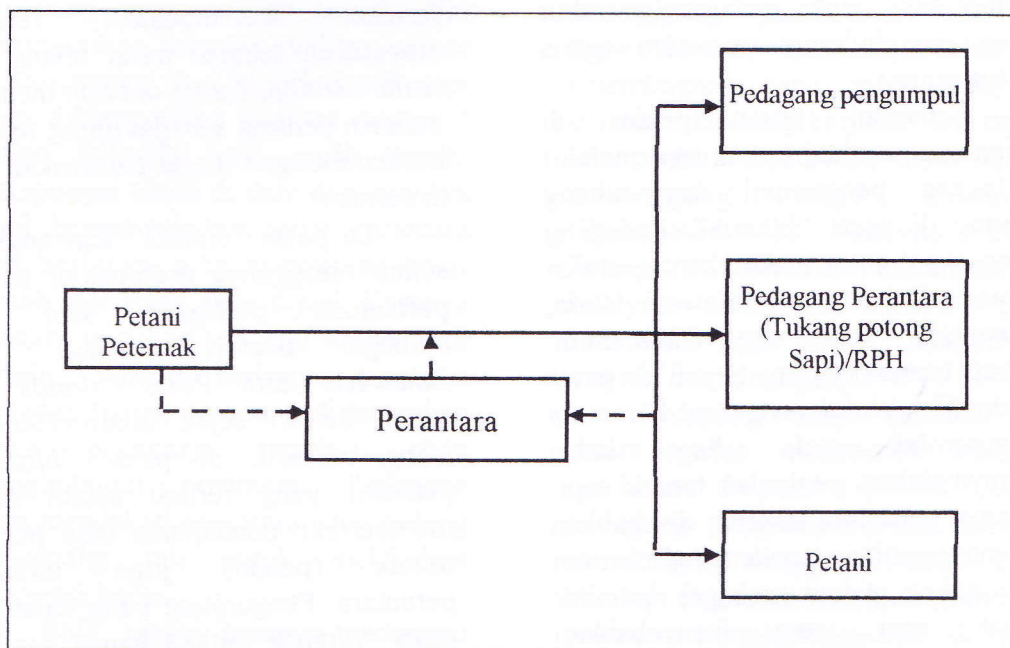 Pedagang pengumpul
Petani
Peternak
Pedagang Perantara
(Tukang potong
Sapi)/RPH
Perantara
Petani